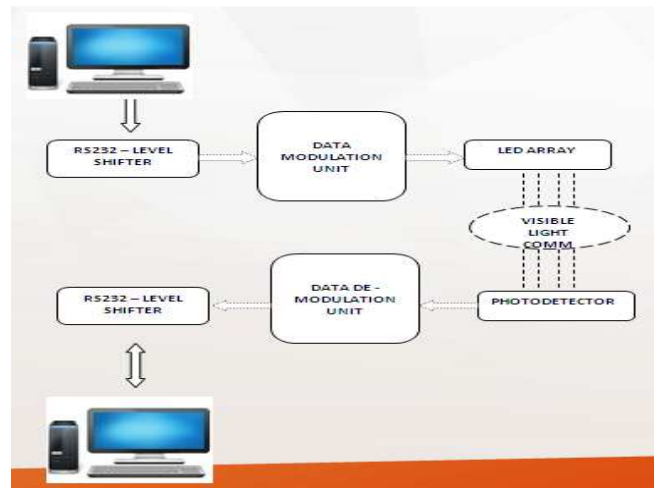 RS232 – LEVEL
SHIFTER
DATA
MODULATION
UNIT
LED ARRAY
VISIBLE
LIGHT
COMM
RS232 – LEVEL
SHIFTER
DATA DE -
MODULATION
UNIT
PHOTODETECTOR